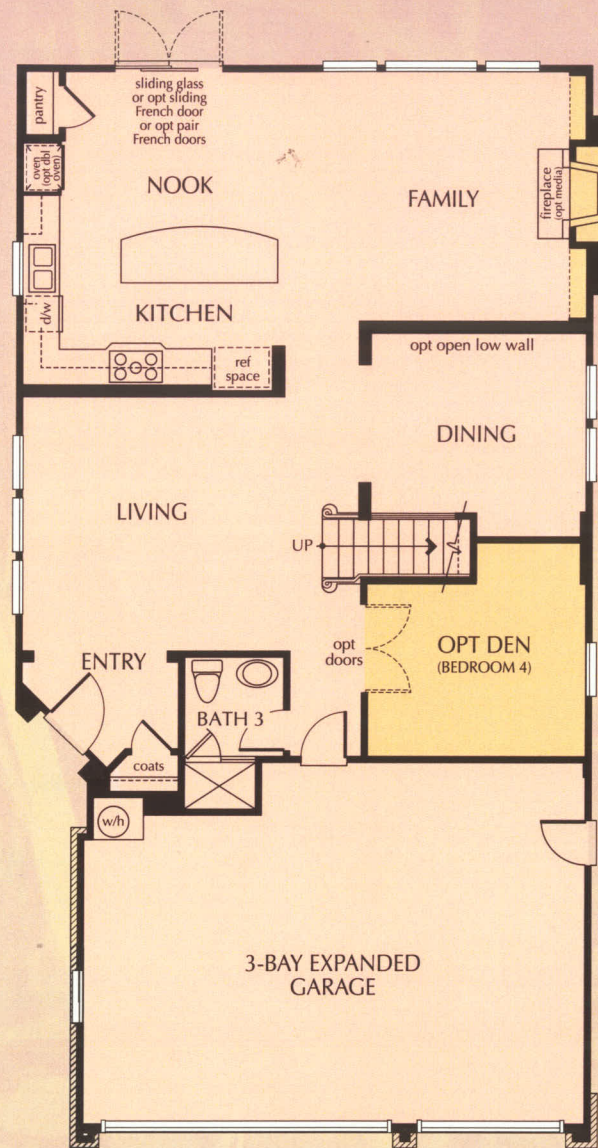 sliding glass
or opt sliding
French door
or opt pair
French doors
pantry
oven
(opt dbl
oven)
NOOK
FAMILY
fireplace
(opt media)
d/w
KITCHEN
ref
space
opt open low wall
DINING
LIVING
UP
opt
doors
OPT DEN
(BEDROOM 4)
ENTRY
BATH 3
coats
w/h
3-BAY EXPANDED
GARAGE